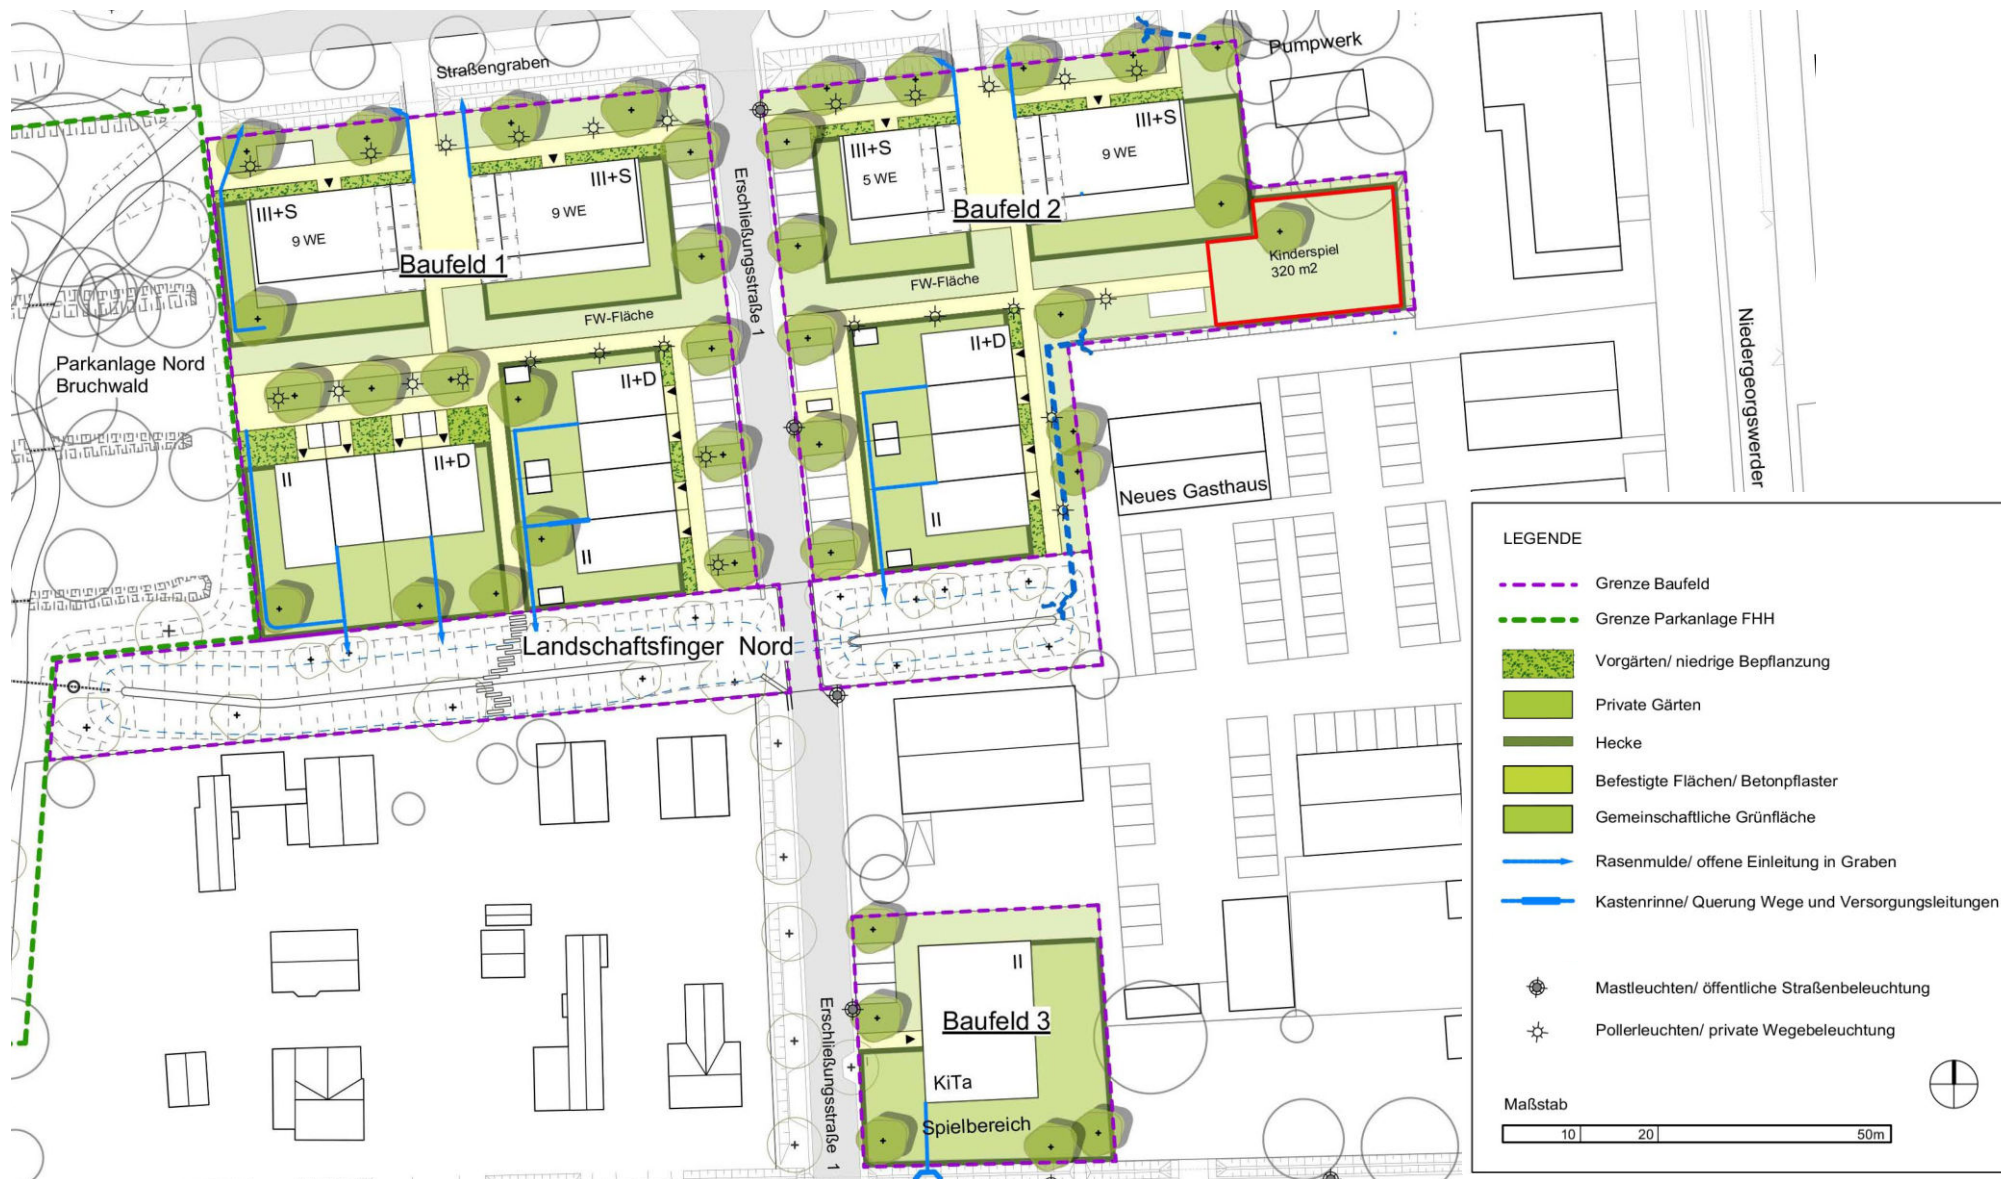 Straßengraben
Pumpwerk
III+S
9 WE
III+S
9 WE
Baufeld 1
Erschließungsstraße 1
III+S
5 WE
III+S
9 WE
Baufeld 2
Kinderspiel
320 m2
FW-Fläche
FW-Fläche
Parkanlage Nord
Bruchwald
II
II+D
II+D
II
II+D
II
Neues Gasthaus
Niedergeorgswerder
Landschaftsfinger Nord
Erschließungsstraße 1
II
Baufeld 3
KiTa
Spielbereich
LEGENDE
Grenze Baufeld
Grenze Parkanlage FHH
Vorgärten/ niedrige Bepflanzung
Private Gärten
Hecke
Befestigte Flächen/ Betonpflaster
Gemeinschaftliche Grünfläche
Rasenmulde/ offene Einleitung in Graben
Kastenrinne/ Querung Wege und Versorgungsleitungen
Mastleuchten/ öffentliche Straßenbeleuchtung
Pollerleuchten/ private Wegebeleuchtung
Maßstab
10 20 50m